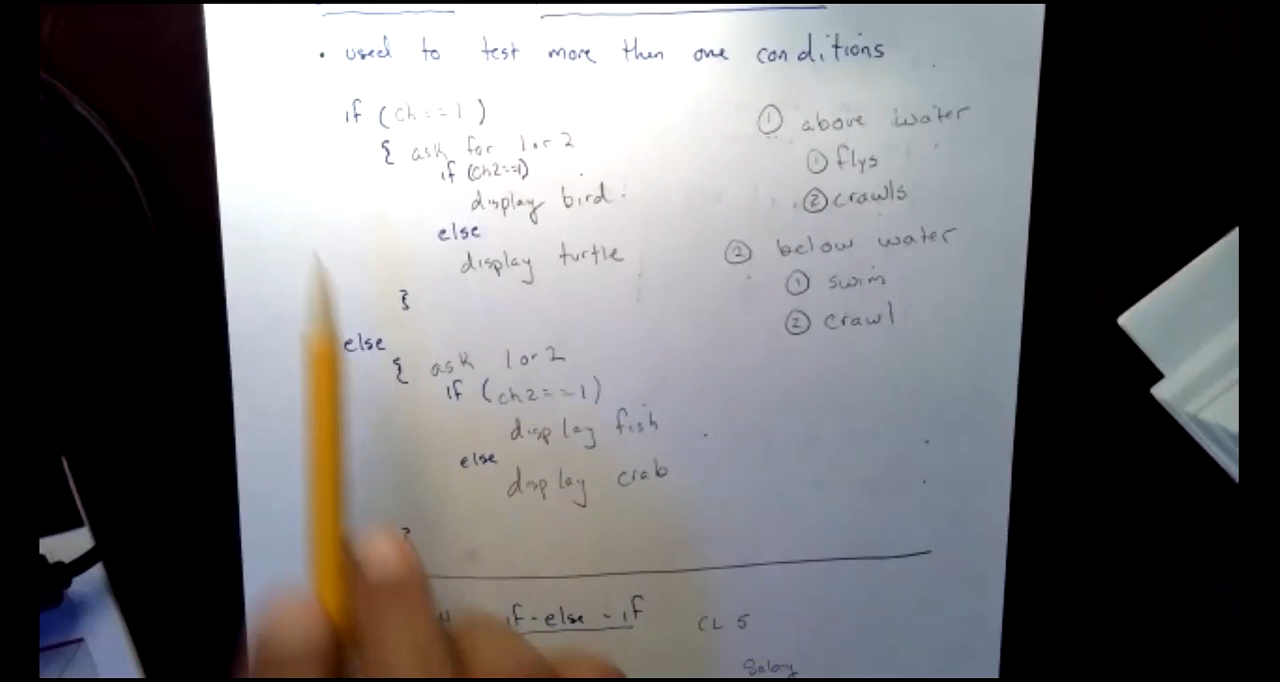 • used to test more then one conditions
if (ch==1)
{ ask for 1 or 2
if (ch2==1)
display bird.
else
display turtle
}
else
{ ask 1 or 2
if (ch2==1)
display fish
else
display crab
}
① above water
① flys
② crawls
② below water
① swim
② crawl
if-else-if CL 5
Salary